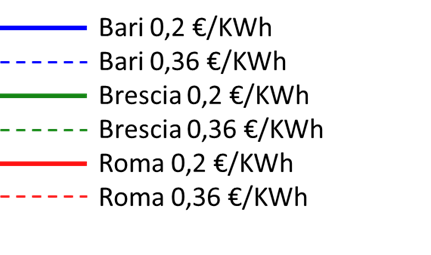 Bari 0,2 €/KWh
Bari 0,36 €/KWh
Brescia 0,2 €/KWh
Brescia 0,36 €/KWh
Roma 0,2 €/KWh
Roma 0,36 €/KWh